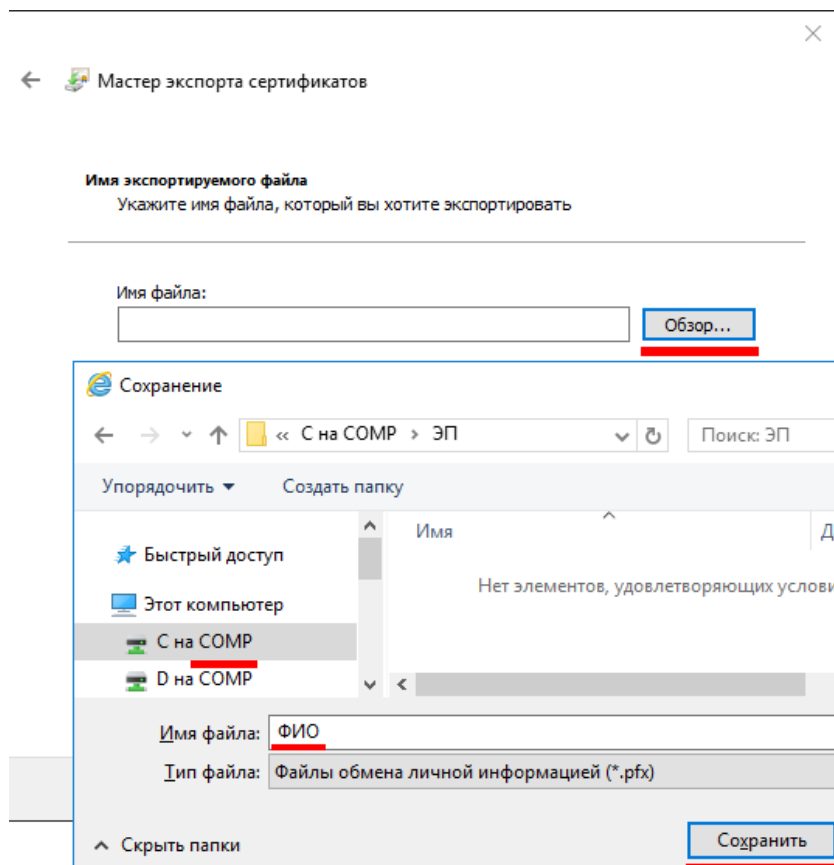 Мастер экспорта сертификатов
Имя экспортируемого файла
Укажите имя файла, который вы хотите экспортировать
Имя файла:
Обзор...
Сохранение
« С на COMP › ЭП
Поиск: ЭП
Упорядочить Создать папку
Имя Д
Быстрый доступ
Нет элементов, удовлетворяющих услови
Этот компьютер
С на COMP
D на COMP
Имя файла: ФИО
Тип файла: Файлы обмена личной информацией (*.pfx)
Скрыть папки
Сохранить